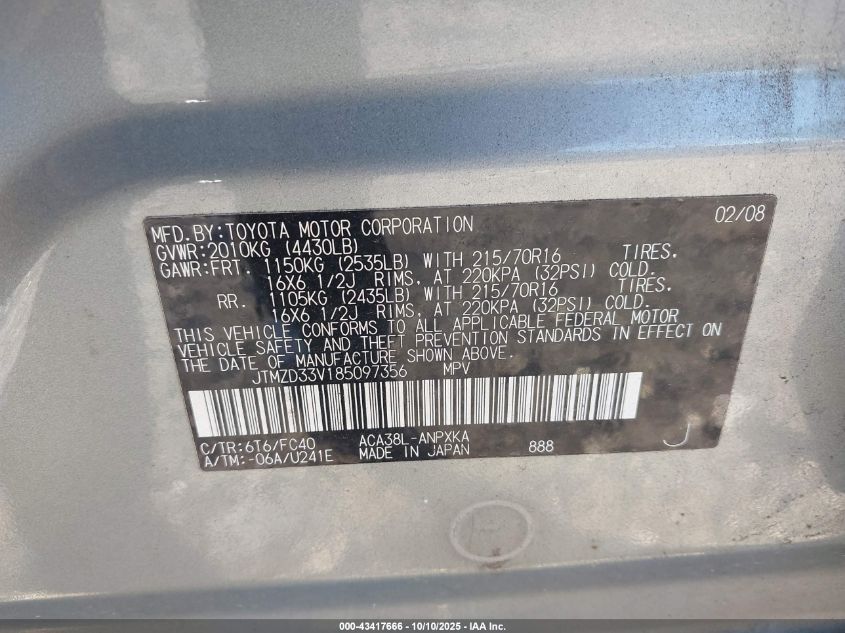 02/08
MFD.BY:TOYOTA MOTOR CORPORATION
GVWR:2010KG (4430LB)
GAWR:FRT. 1150KG (2535LB) WITH 215/70R16 TIRES.
16X6 1/2J RIMS, AT 220KPA (32PSI) COLD.
RR. 1105KG (2435LB) WITH 215/70R16 TIRES.
16X6 1/2J RIMS, AT 220KPA (32PSI) COLD.
THIS VEHICLE CONFORMS TO ALL APPLICABLE FEDERAL MOTOR
VEHICLE SAFETY AND THEFT PREVENTION STANDARDS IN EFFECT ON
THE DATE OF MANUFACTURE SHOWN ABOVE.
JTMZD33V185097356 MPV
C/TR:6T6/FC40 ACA38L-ANPXKA
A/TM:-06A/U241E MADE IN JAPAN 888 J
000-43417666 - 10/10/2025 - IAA Inc.